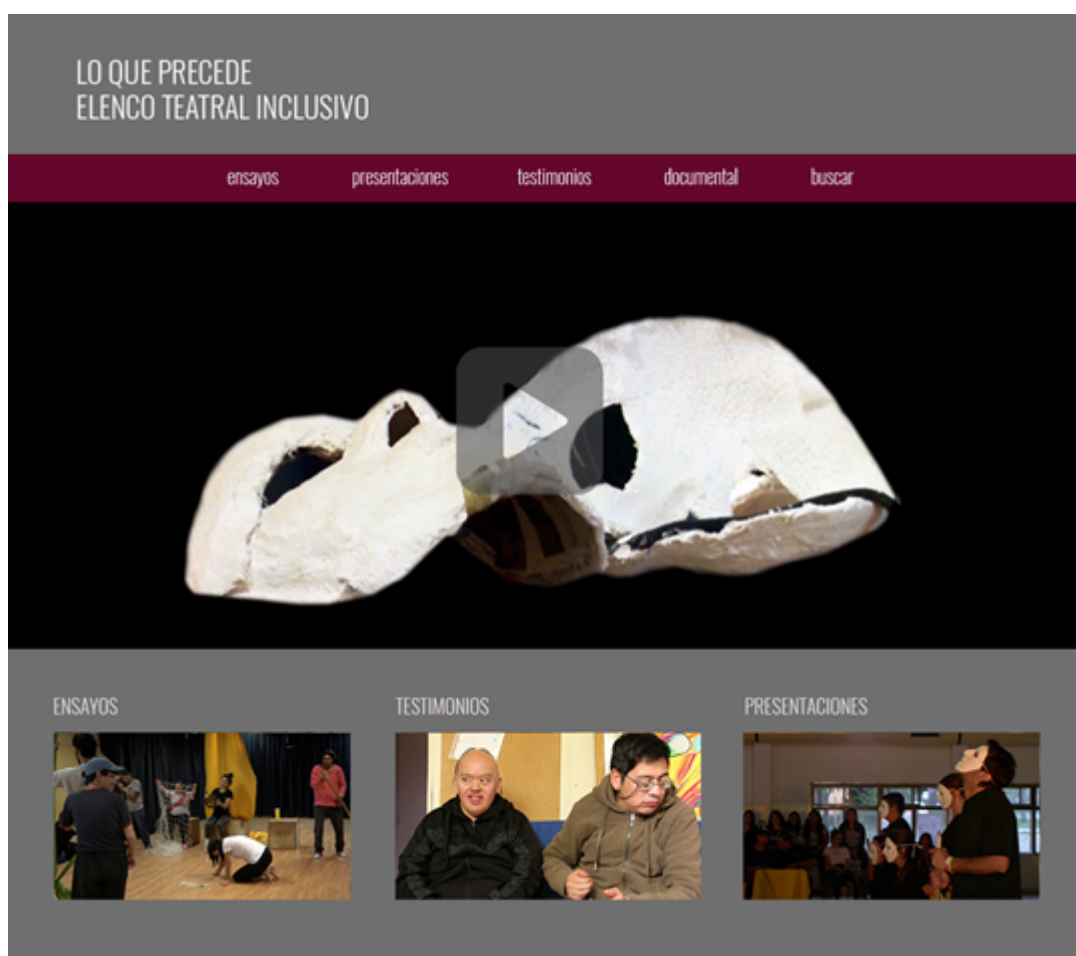 LO QUE PRECEDE
ELENCO TEATRAL INCLUSIVO
ensayos presentaciones testimonios documental buscar
ENSAYOS TESTIMONIOS PRESENTACIONES